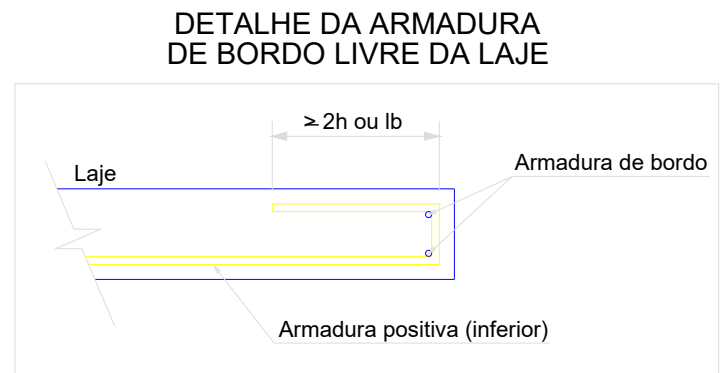 DETALHE DA ARMADURA
DE BORDO LIVRE DA LAJE
≥ 2h ou lb
Laje
Armadura de bordo
Armadura positiva (inferior)